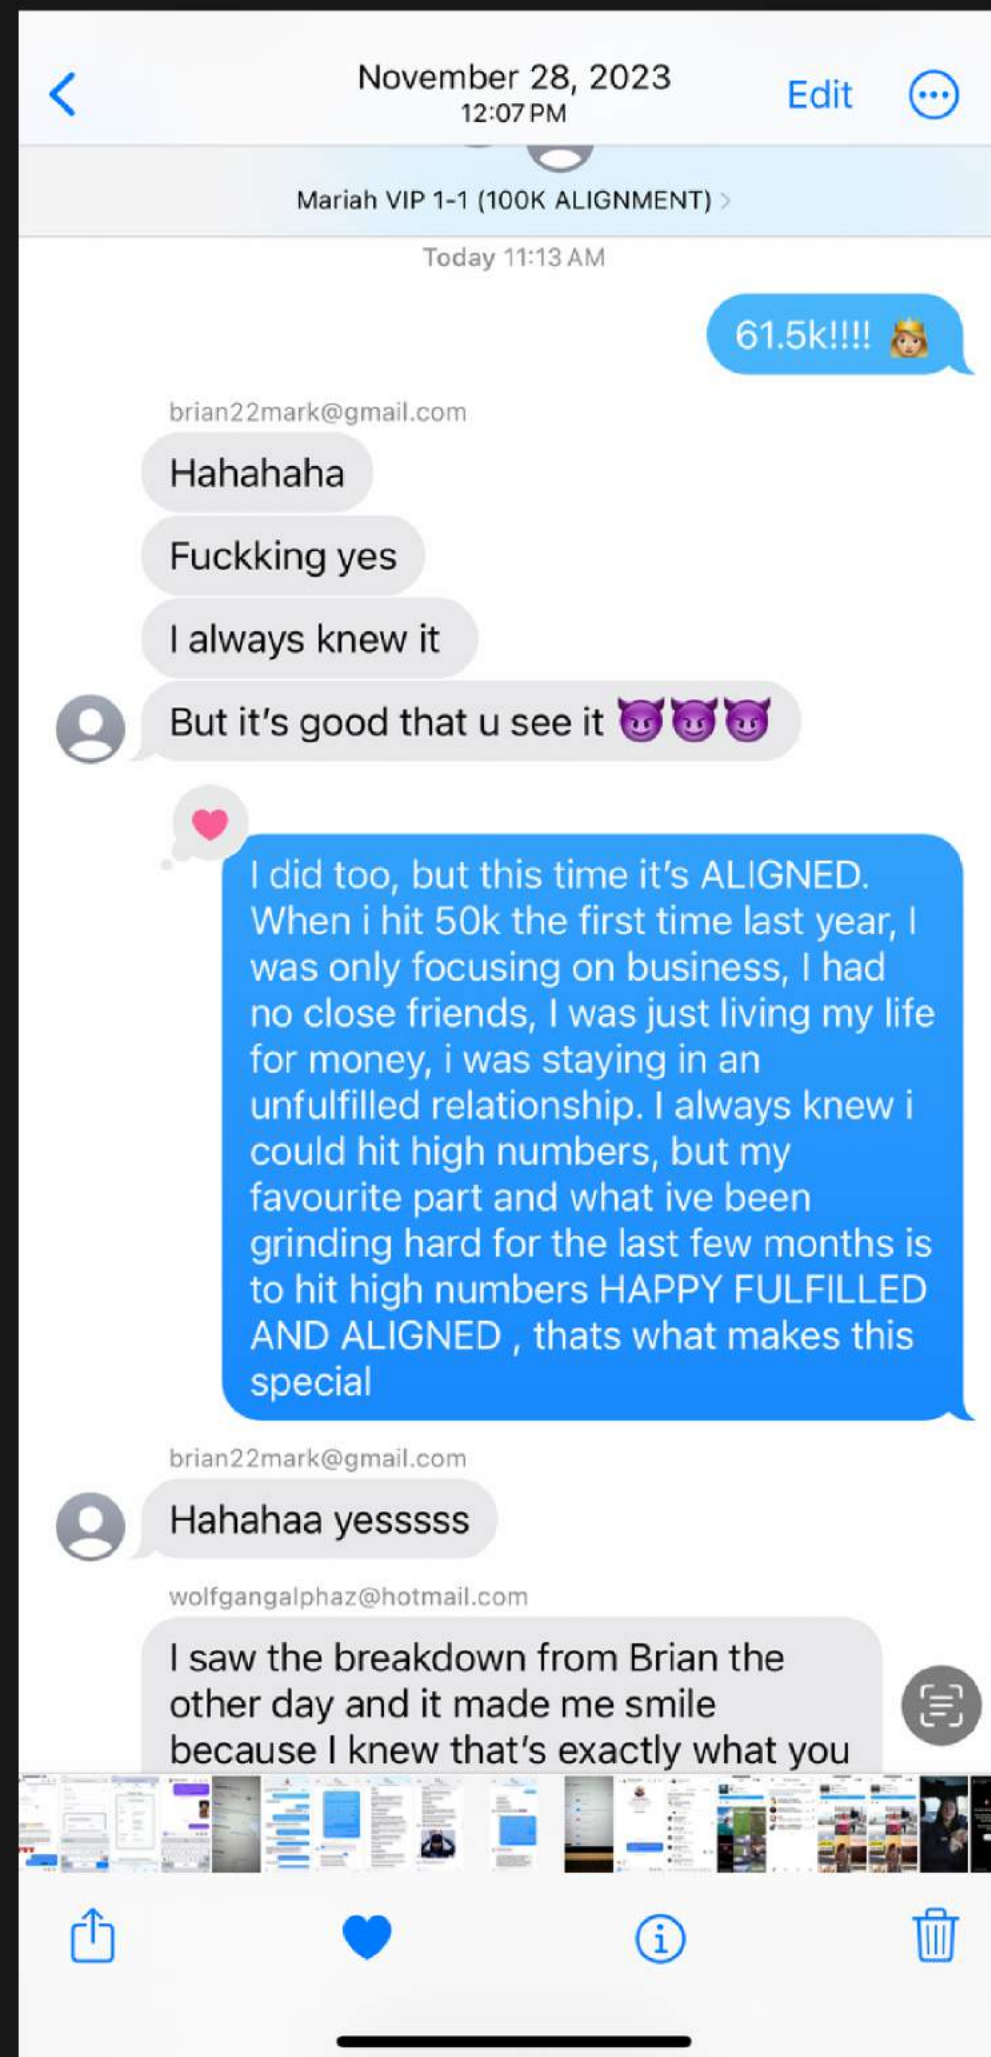 November 28, 2023
12:07 PM
Edit
Mariah VIP 1-1 (100K ALIGNMENT)
Today 11:13 AM
61.5k!!!! 👸🏼
brian22mark@gmail.com
Hahahaha
Fuckking yes
I always knew it
But it's good that u see it 😈😈😈
I did too, but this time it's ALIGNED.
When i hit 50k the first time last year, I
was only focusing on business, I had
no close friends, I was just living my life
for money, i was staying in an
unfulfilled relationship. I always knew i
could hit high numbers, but my
favourite part and what ive been
grinding hard for the last few months is
to hit high numbers HAPPY FULFILLED
AND ALIGNED , thats what makes this
special
brian22mark@gmail.com
Hahahaa yesssss
wolfgangalphaz@hotmail.com
I saw the breakdown from Brian the
other day and it made me smile
because I knew that's exactly what you